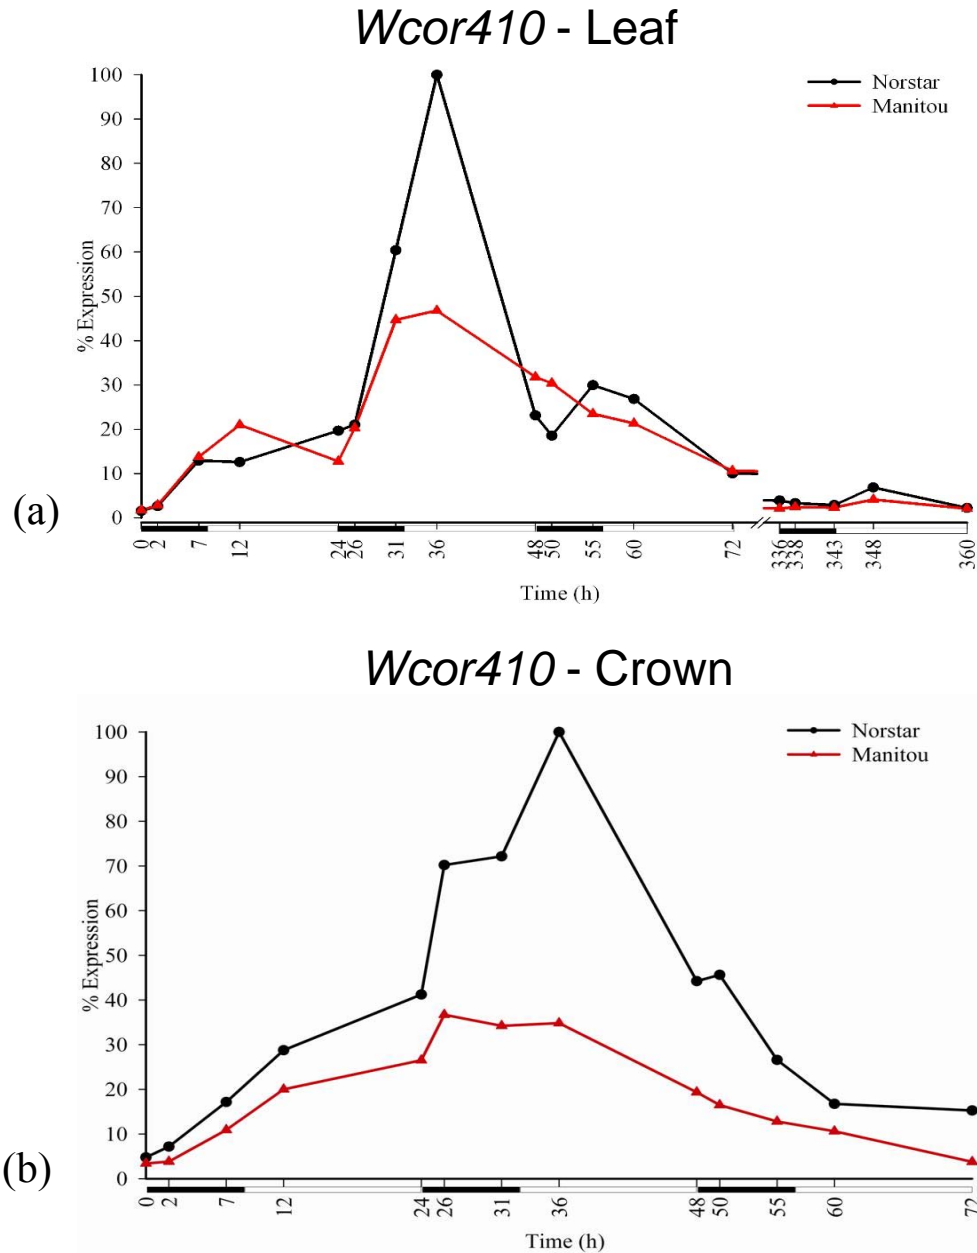 Wcor410 - Leaf
Norstar
Manitou
100
90
80
70
60
50
40
30
20
10
0
% Expression
(a)
0 2 7 12 24 26 31 36 48 50 55 60 72 336 338 343 348 360
Time (h)
Wcor410 - Crown
Norstar
Manitou
100
90
80
70
60
50
40
30
20
10
0
% Expression
(b)
0 2 7 12 24 26 31 36 48 50 55 60 72
Time (h)